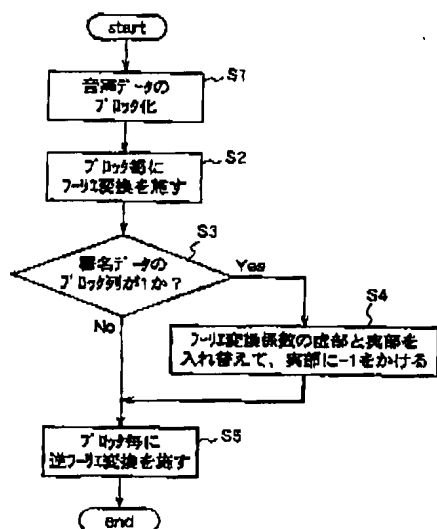 start
S1
音声データの
ブロック化
S2
ブロック毎に
フーリエ変換を施す
S3
署名データの
ブロック列が1か?
Yes
No
S4
フーリエ変換係数の虚部と実部を
入れ替えて、実部に-1をかける
S5
ブロック毎に
逆フーリエ変換を施す
end